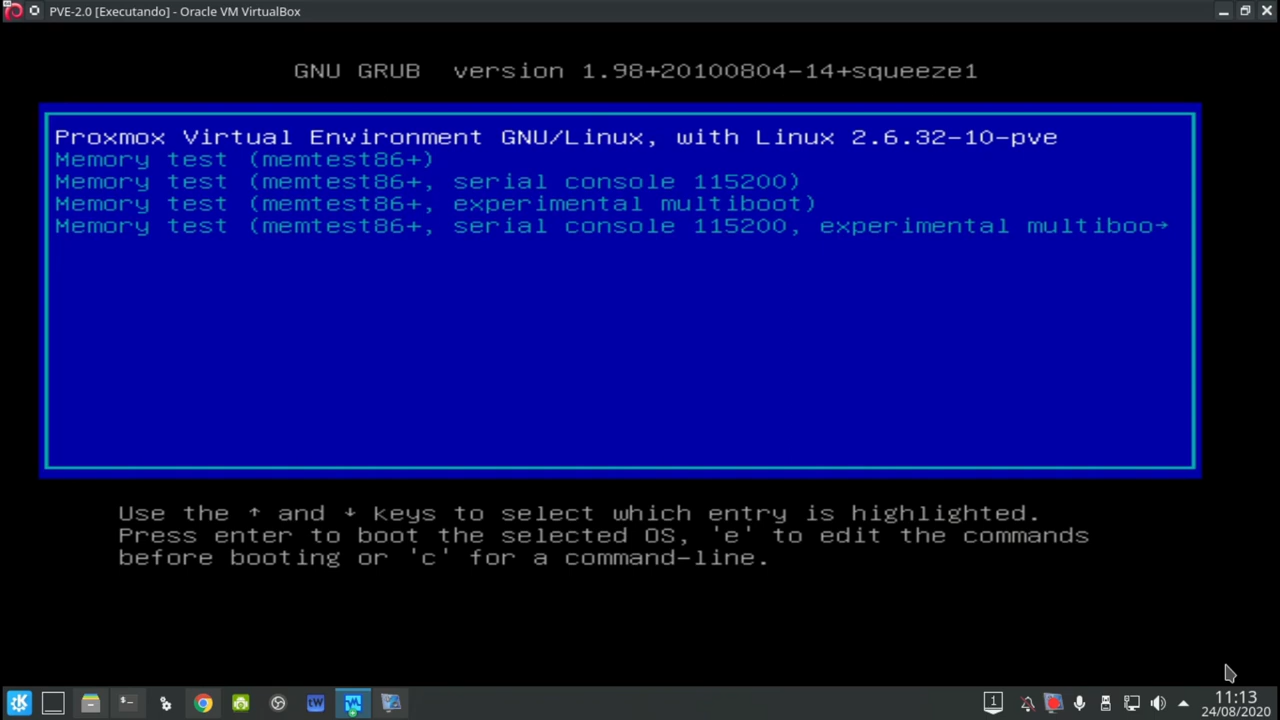 PVE-2.0 [Executando] - Oracle VM VirtualBox
GNU GRUB  version 1.98+20100804-14+squeeze1
Proxmox Virtual Environment GNU/Linux, with Linux 2.6.32-10-pve
Memory test (memtest86+)
Memory test (memtest86+, serial console 115200)
Memory test (memtest86+, experimental multiboot)
Memory test (memtest86+, serial console 115200, experimental multiboo→
Use the ↑ and ↓ keys to select which entry is highlighted.
Press enter to boot the selected OS, 'e' to edit the commands
before booting or 'c' for a command-line.
1
11:13
24/08/2020